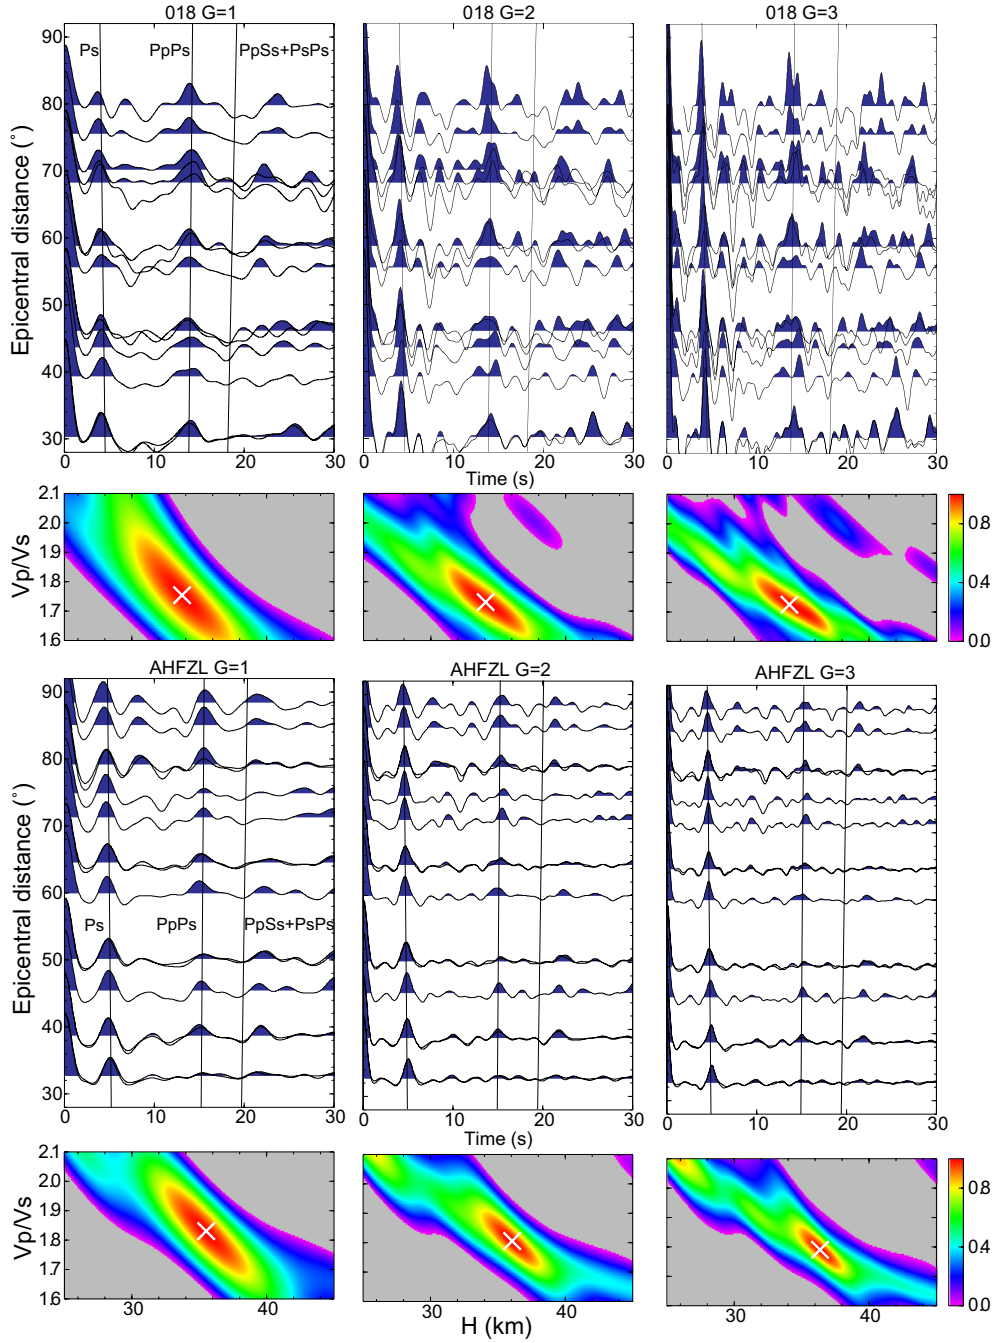 018 G=1
018 G=2
018 G=3
Epicentral distance (°)
90
80
70
60
50
40
30
Ps
PpPs
PpSs+PsPs
0 10 20 30
0 10 20 30
0 10 20 30
Time (s)
Vp/Vs
2.1
2.0
1.9
1.8
1.7
1.6
0.8
0.4
0.0
AHFZL G=1
AHFZL G=2
AHFZL G=3
Epicentral distance (°)
90
80
70
60
50
40
30
Ps
PpPs
PpSs+PsPs
0 10 20 30
0 10 20 30
0 10 20 30
Time (s)
Vp/Vs
2.1
2.0
1.9
1.8
1.7
1.6
0.8
0.4
0.0
30 40
30 40
30 40
H (km)